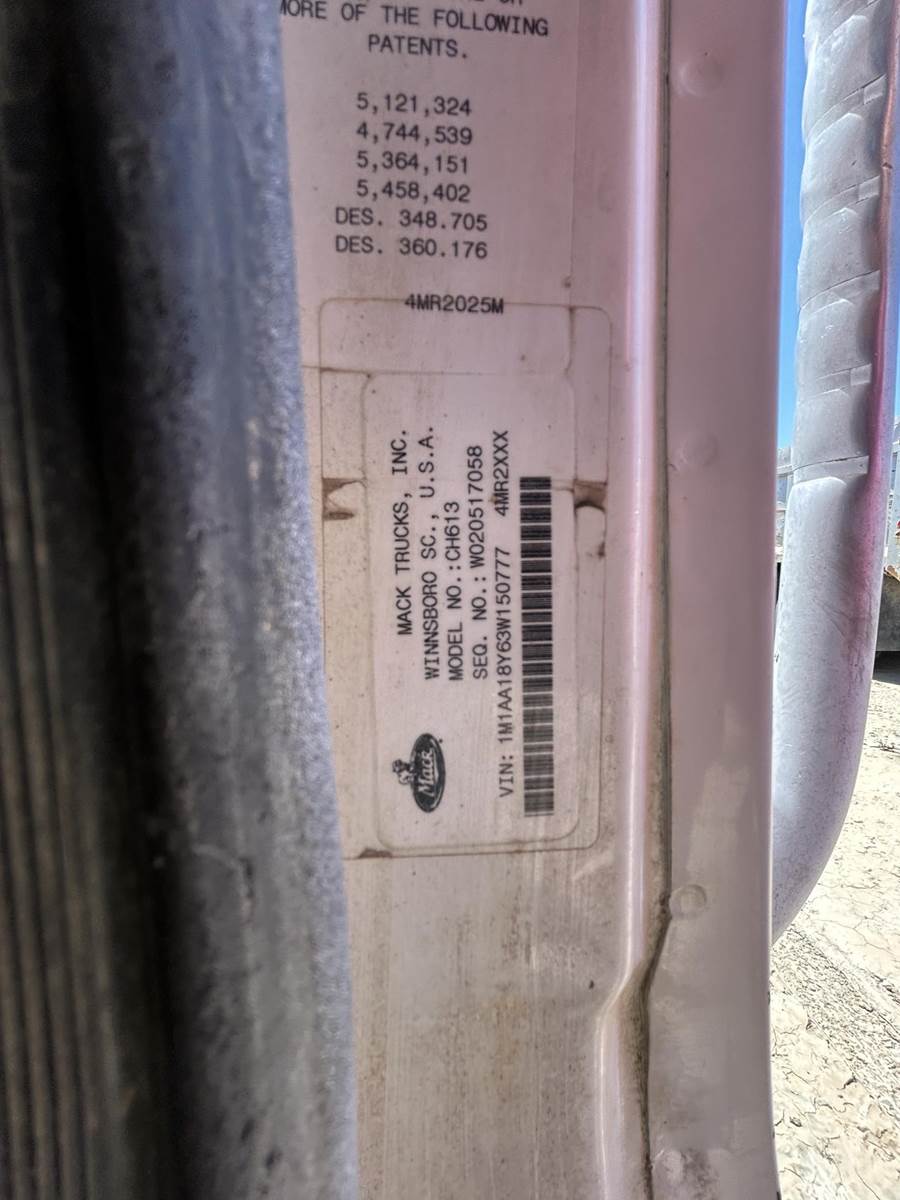 MORE OF THE FOLLOWING
PATENTS.
5,121,324
4,744,539
5,364,151
5,458,402
DES. 348.705
DES. 360.176
4MR2025M
MACK TRUCKS, INC.
WINNSBORO SC., U.S.A.
MODEL NO.:CH613
SEQ. NO.: W020517058
VIN: 1M1AA18Y63W150777 4MR2XXX
Mack